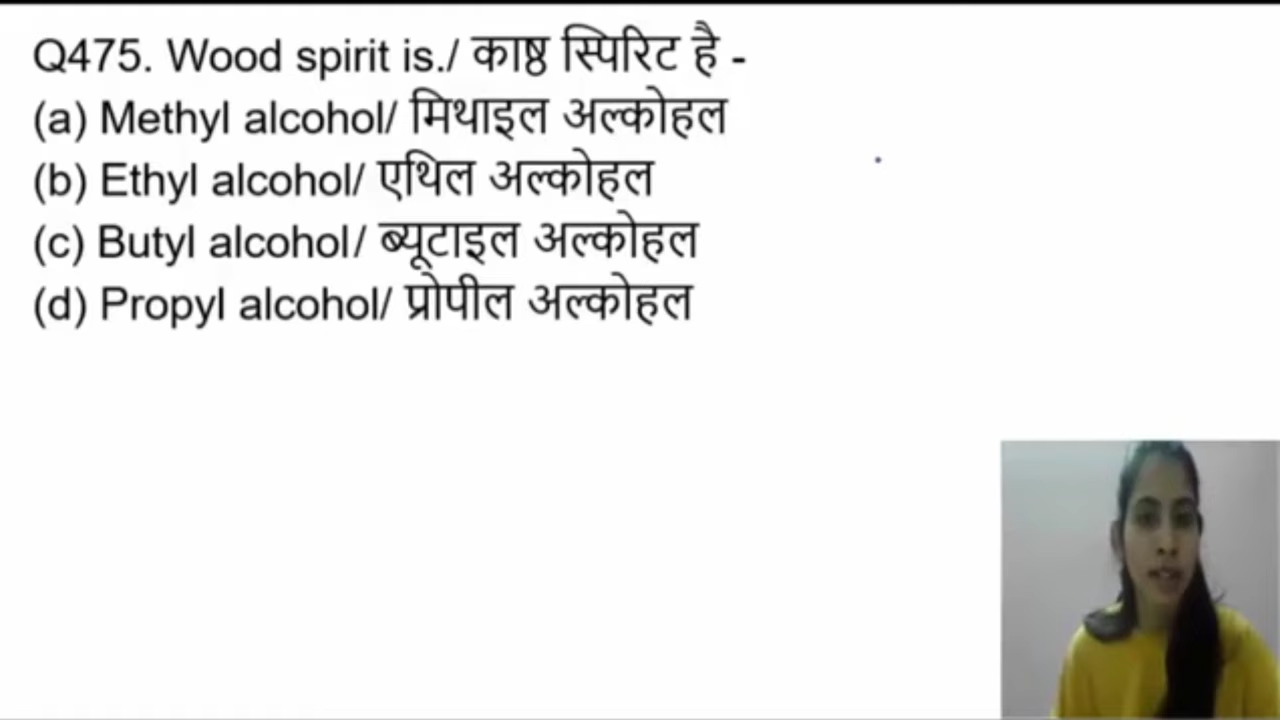 Q475. Wood spirit is./ काष्ठ स्पिरिट है -
(a) Methyl alcohol/ मिथाइल अल्कोहल
(b) Ethyl alcohol/ एथिल अल्कोहल
(c) Butyl alcohol/ ब्यूटाइल अल्कोहल
(d) Propyl alcohol/ प्रोपील अल्कोहल